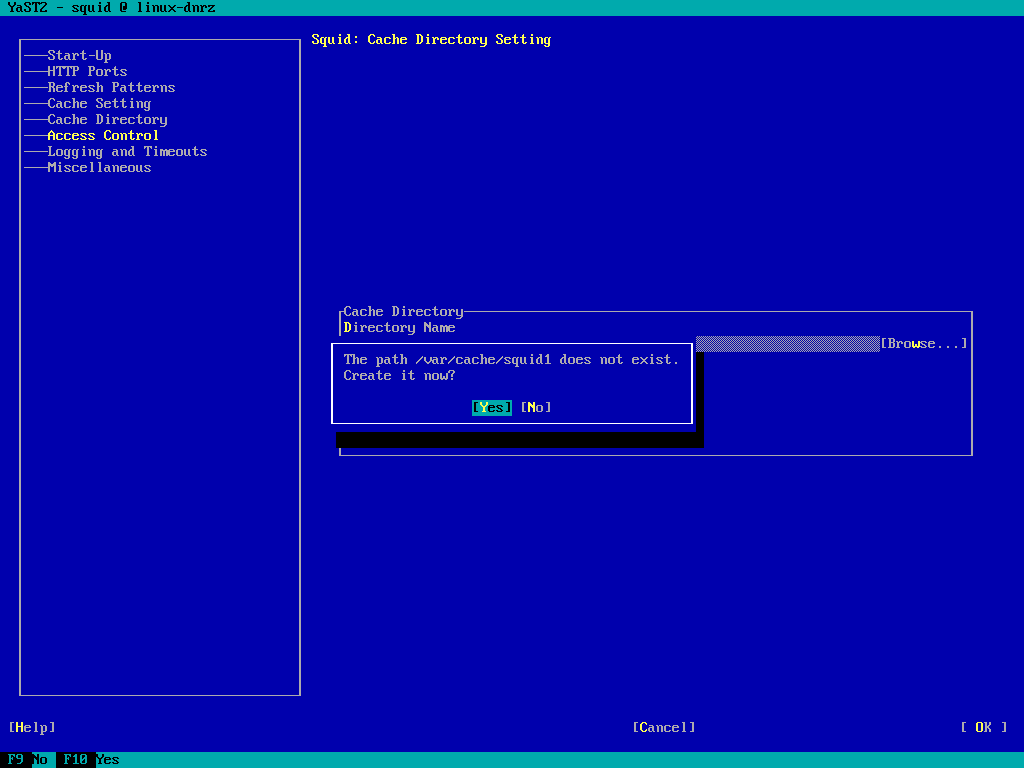 YaST2 - squid @ linux-dnrz
Squid: Cache Directory Setting
Start-Up
HTTP Ports
Refresh Patterns
Cache Setting
Cache Directory
Access Control
Logging and Timeouts
Miscellaneous
Cache Directory
Directory Name
[Browse...]
The path /var/cache/squid1 does not exist.
Create it now?
[Yes] [No]
[Help] [Cancel] [ OK ]
F9 No F10 Yes